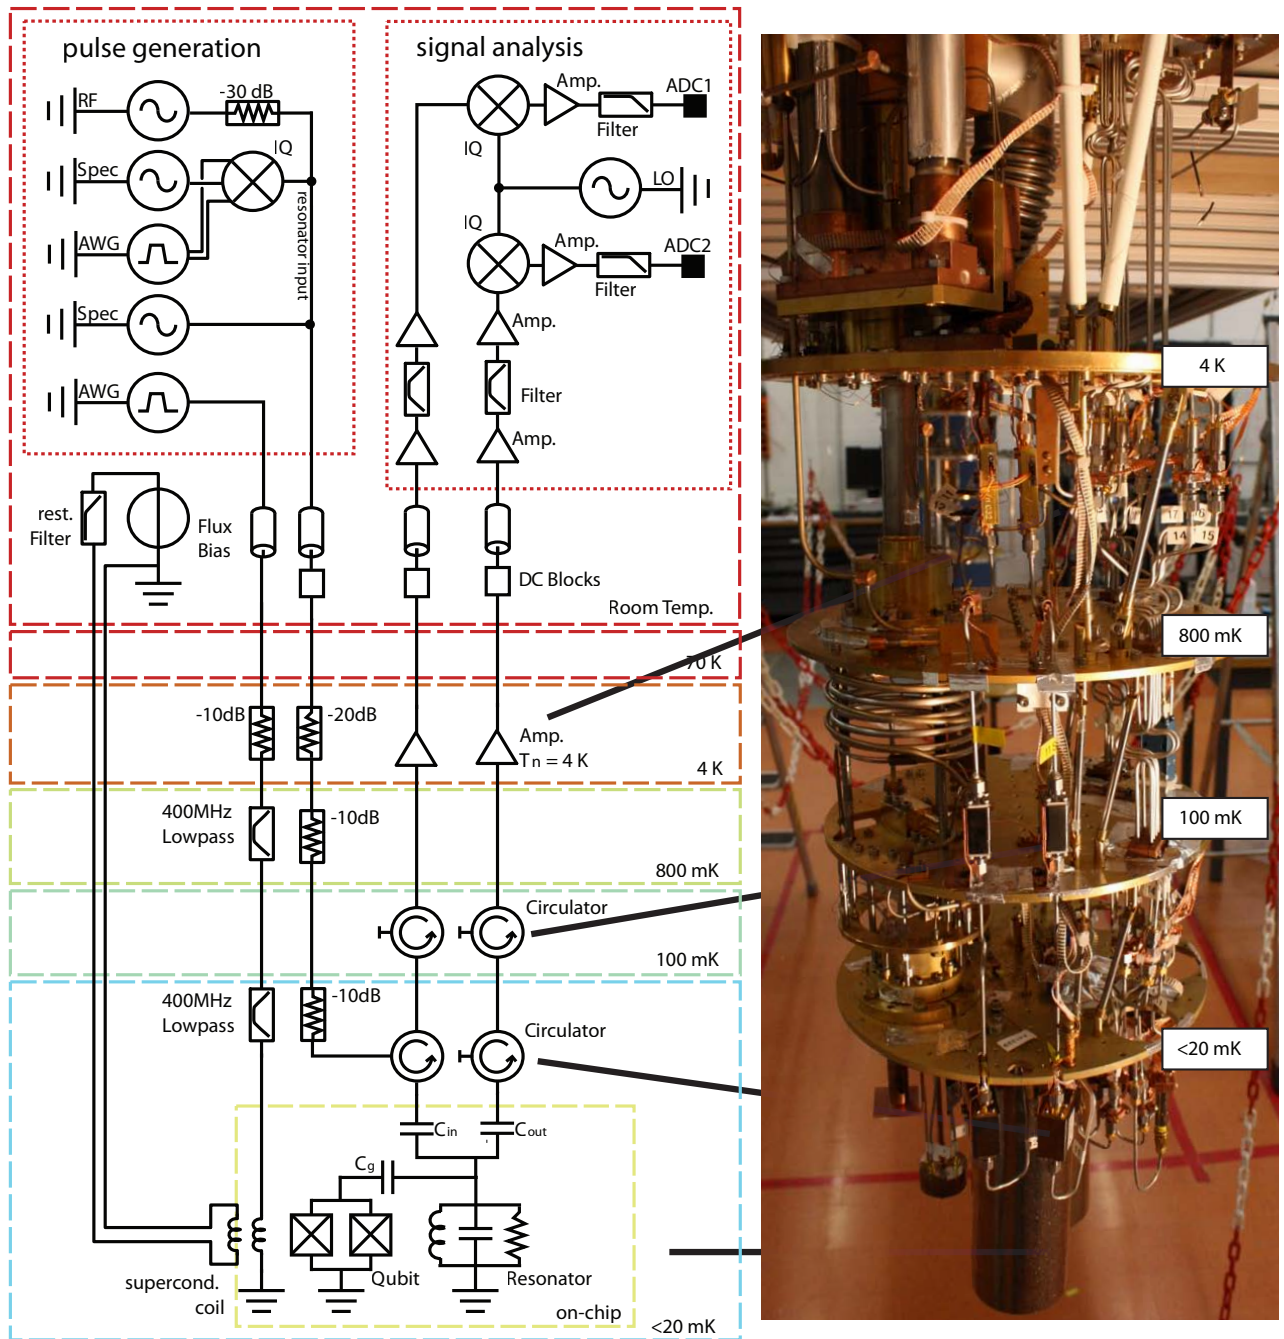 pulse generation
signal analysis
RF
-30 dB
Spec
IQ
AWG
resonator input
Spec
AWG
Amp.
ADC1
Filter
IQ
LO
IQ
Amp.
ADC2
Filter
Amp.
Filter
Amp.
rest.
Filter
Flux
Bias
DC Blocks
Room Temp.
70 K
-10dB
-20dB
Amp.
Tn = 4 K
4 K
400MHz
Lowpass
-10dB
800 mK
Circulator
100 mK
400MHz
Lowpass
-10dB
Circulator
Cin
Cout
Cg
Qubit
Resonator
supercond.
coil
on-chip
<20 mK
4 K
17
14
15
800 mK
100 mK
<20 mK